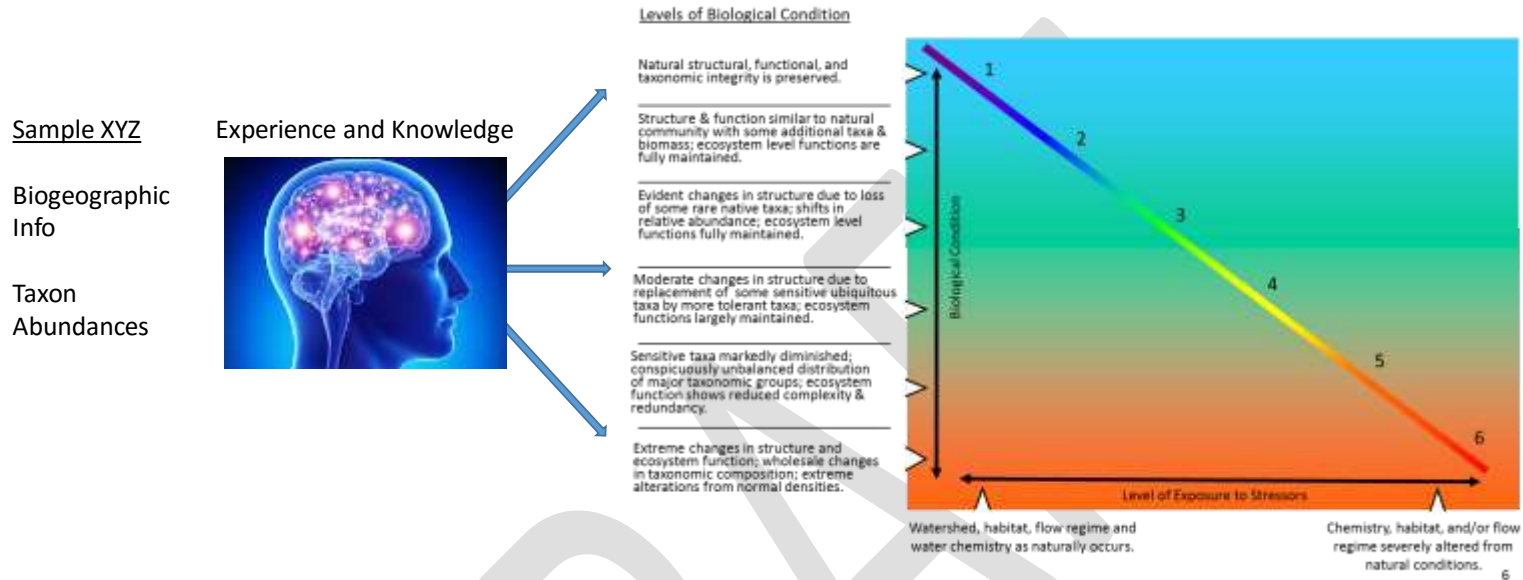 Levels of Biological Condition
Natural structural, functional, and
taxonomic integrity is preserved.
Structure & function similar to natural
community with some additional taxa &
biomass; ecosystem level functions are
fully maintained.
Evident changes in structure due to loss
of some rare native taxa; shifts in
relative abundance; ecosystem level
functions fully maintained.
Moderate changes in structure due to
replacement of some sensitive ubiquitous
taxa by more tolerant taxa; ecosystem
functions largely maintained.
Sensitive taxa markedly diminished;
conspicuously unbalanced distribution
of major taxonomic groups; ecosystem
function shows reduced complexity &
redundancy.
Extreme changes in structure and
ecosystem function; wholesale changes
in taxonomic composition; extreme
alterations from normal densities.
Sample XYZ
Biogeographic
Info
Taxon
Abundances
Experience and Knowledge
1
2
3
4
5
6
Biological Condition
Level of Exposure to Stressors
Watershed, habitat, flow regime and
water chemistry as naturally occurs.
Chemistry, habitat, and/or flow
regime severely altered from
natural conditions.
6